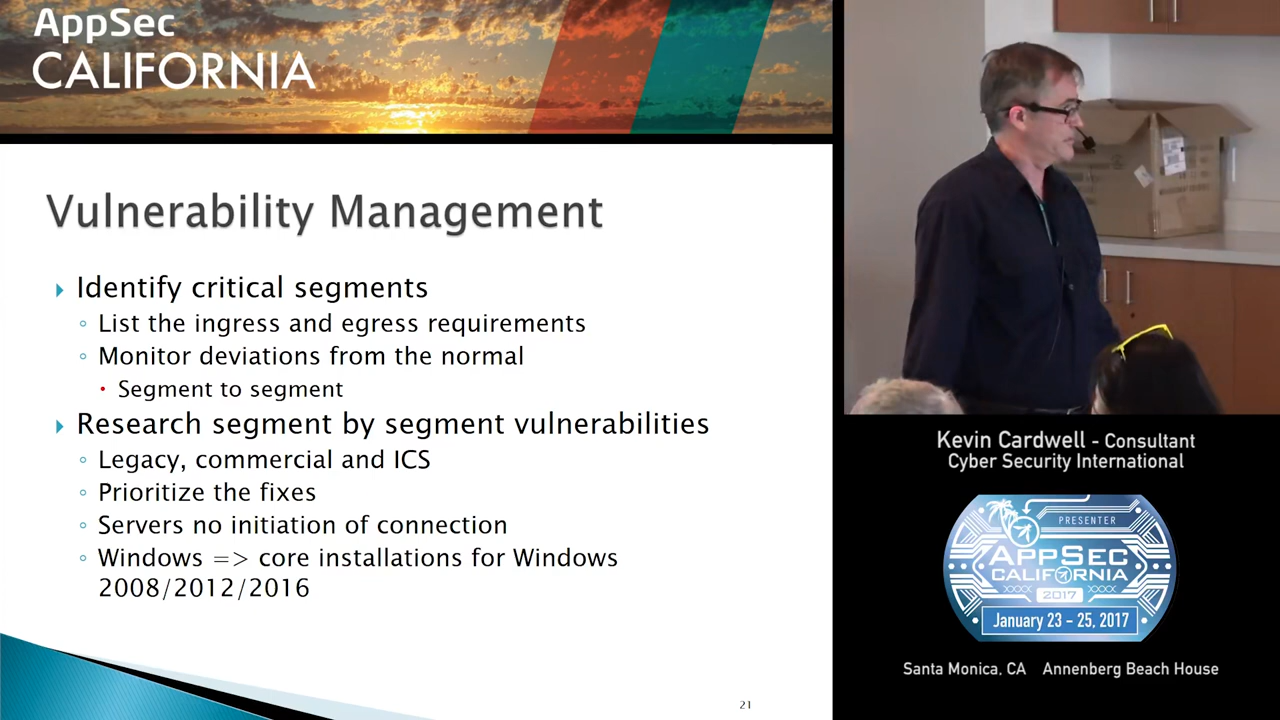 AppSec
CALIFORNIA
Vulnerability Management
Identify critical segments
List the ingress and egress requirements
Monitor deviations from the normal
Segment to segment
Research segment by segment vulnerabilities
Legacy, commercial and ICS
Prioritize the fixes
Servers no initiation of connection
Windows => core installations for Windows
2008/2012/2016
21
Kevin Cardwell - Consultant
Cyber Security International
PRESENTER
APPSEC
CALIFORNIA
XXXX 2017 XXXX
January 23 - 25, 2017
Santa Monica, CA Annenberg Beach House